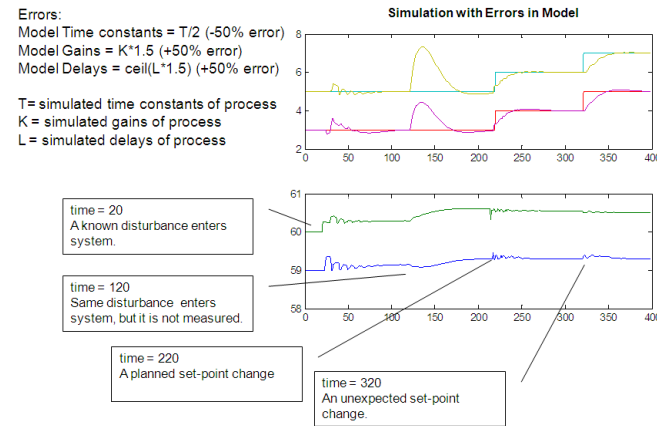 Errors:
Model Time constants = T/2 (-50% error)
Model Gains = K*1.5 (+50% error)
Model Delays = ceil(L*1.5) (+50% error)
T= simulated time constants of process
K = simulated gains of process
L = simulated delays of process
Simulation with Errors in Model
8
6
4
2
0 50 100 150 200 250 300 350 400
61
60
59
58
0 50 100 150 200 250 300 350 400
time = 20
A known disturbance enters
system.
time = 120
Same disturbance enters
system, but it is not measured.
time = 220
A planned set-point change
time = 320
An unexpected set-point
change.